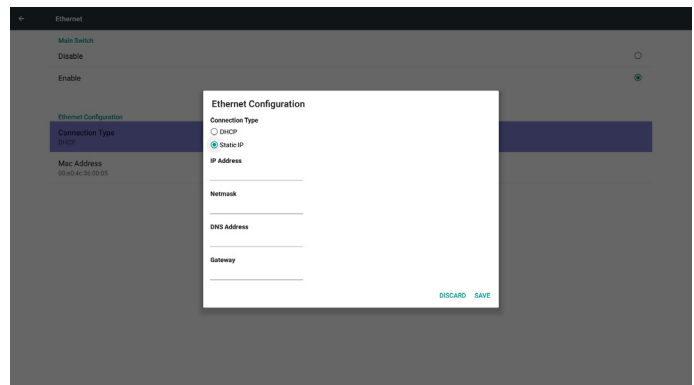 Ethernet
Main Switch
Disable
Enable
Ethernet Configuration
Connection Type
DHCP
Mac Address
00:e0:4c:36:00:05
Ethernet Configuration
Connection Type
DHCP
Static IP
IP Address
Netmask
DNS Address
Gateway
DISCARD SAVE